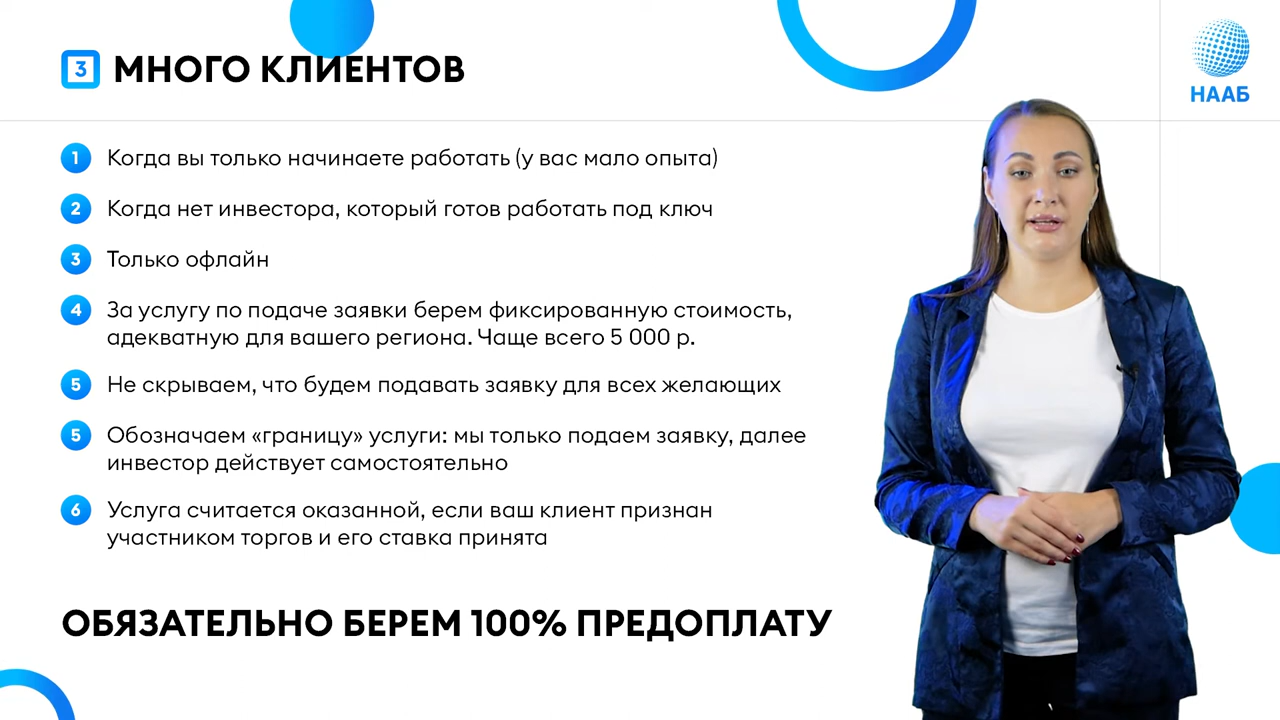 3 МНОГО КЛИЕНТОВ
НААБ
1 Когда вы только начинаете работать (у вас мало опыта)
2 Когда нет инвестора, который готов работать под ключ
3 Только офлайн
4 За услугу по подаче заявки берем фиксированную стоимость,
адекватную для вашего региона. Чаще всего 5 000 р.
5 Не скрываем, что будем подавать заявку для всех желающих
5 Обозначаем «границу» услуги: мы только подаем заявку, далее
инвестор действует самостоятельно
6 Услуга считается оказанной, если ваш клиент признан
участником торгов и его ставка принята
ОБЯЗАТЕЛЬНО БЕРЕМ 100% ПРЕДОПЛАТУ